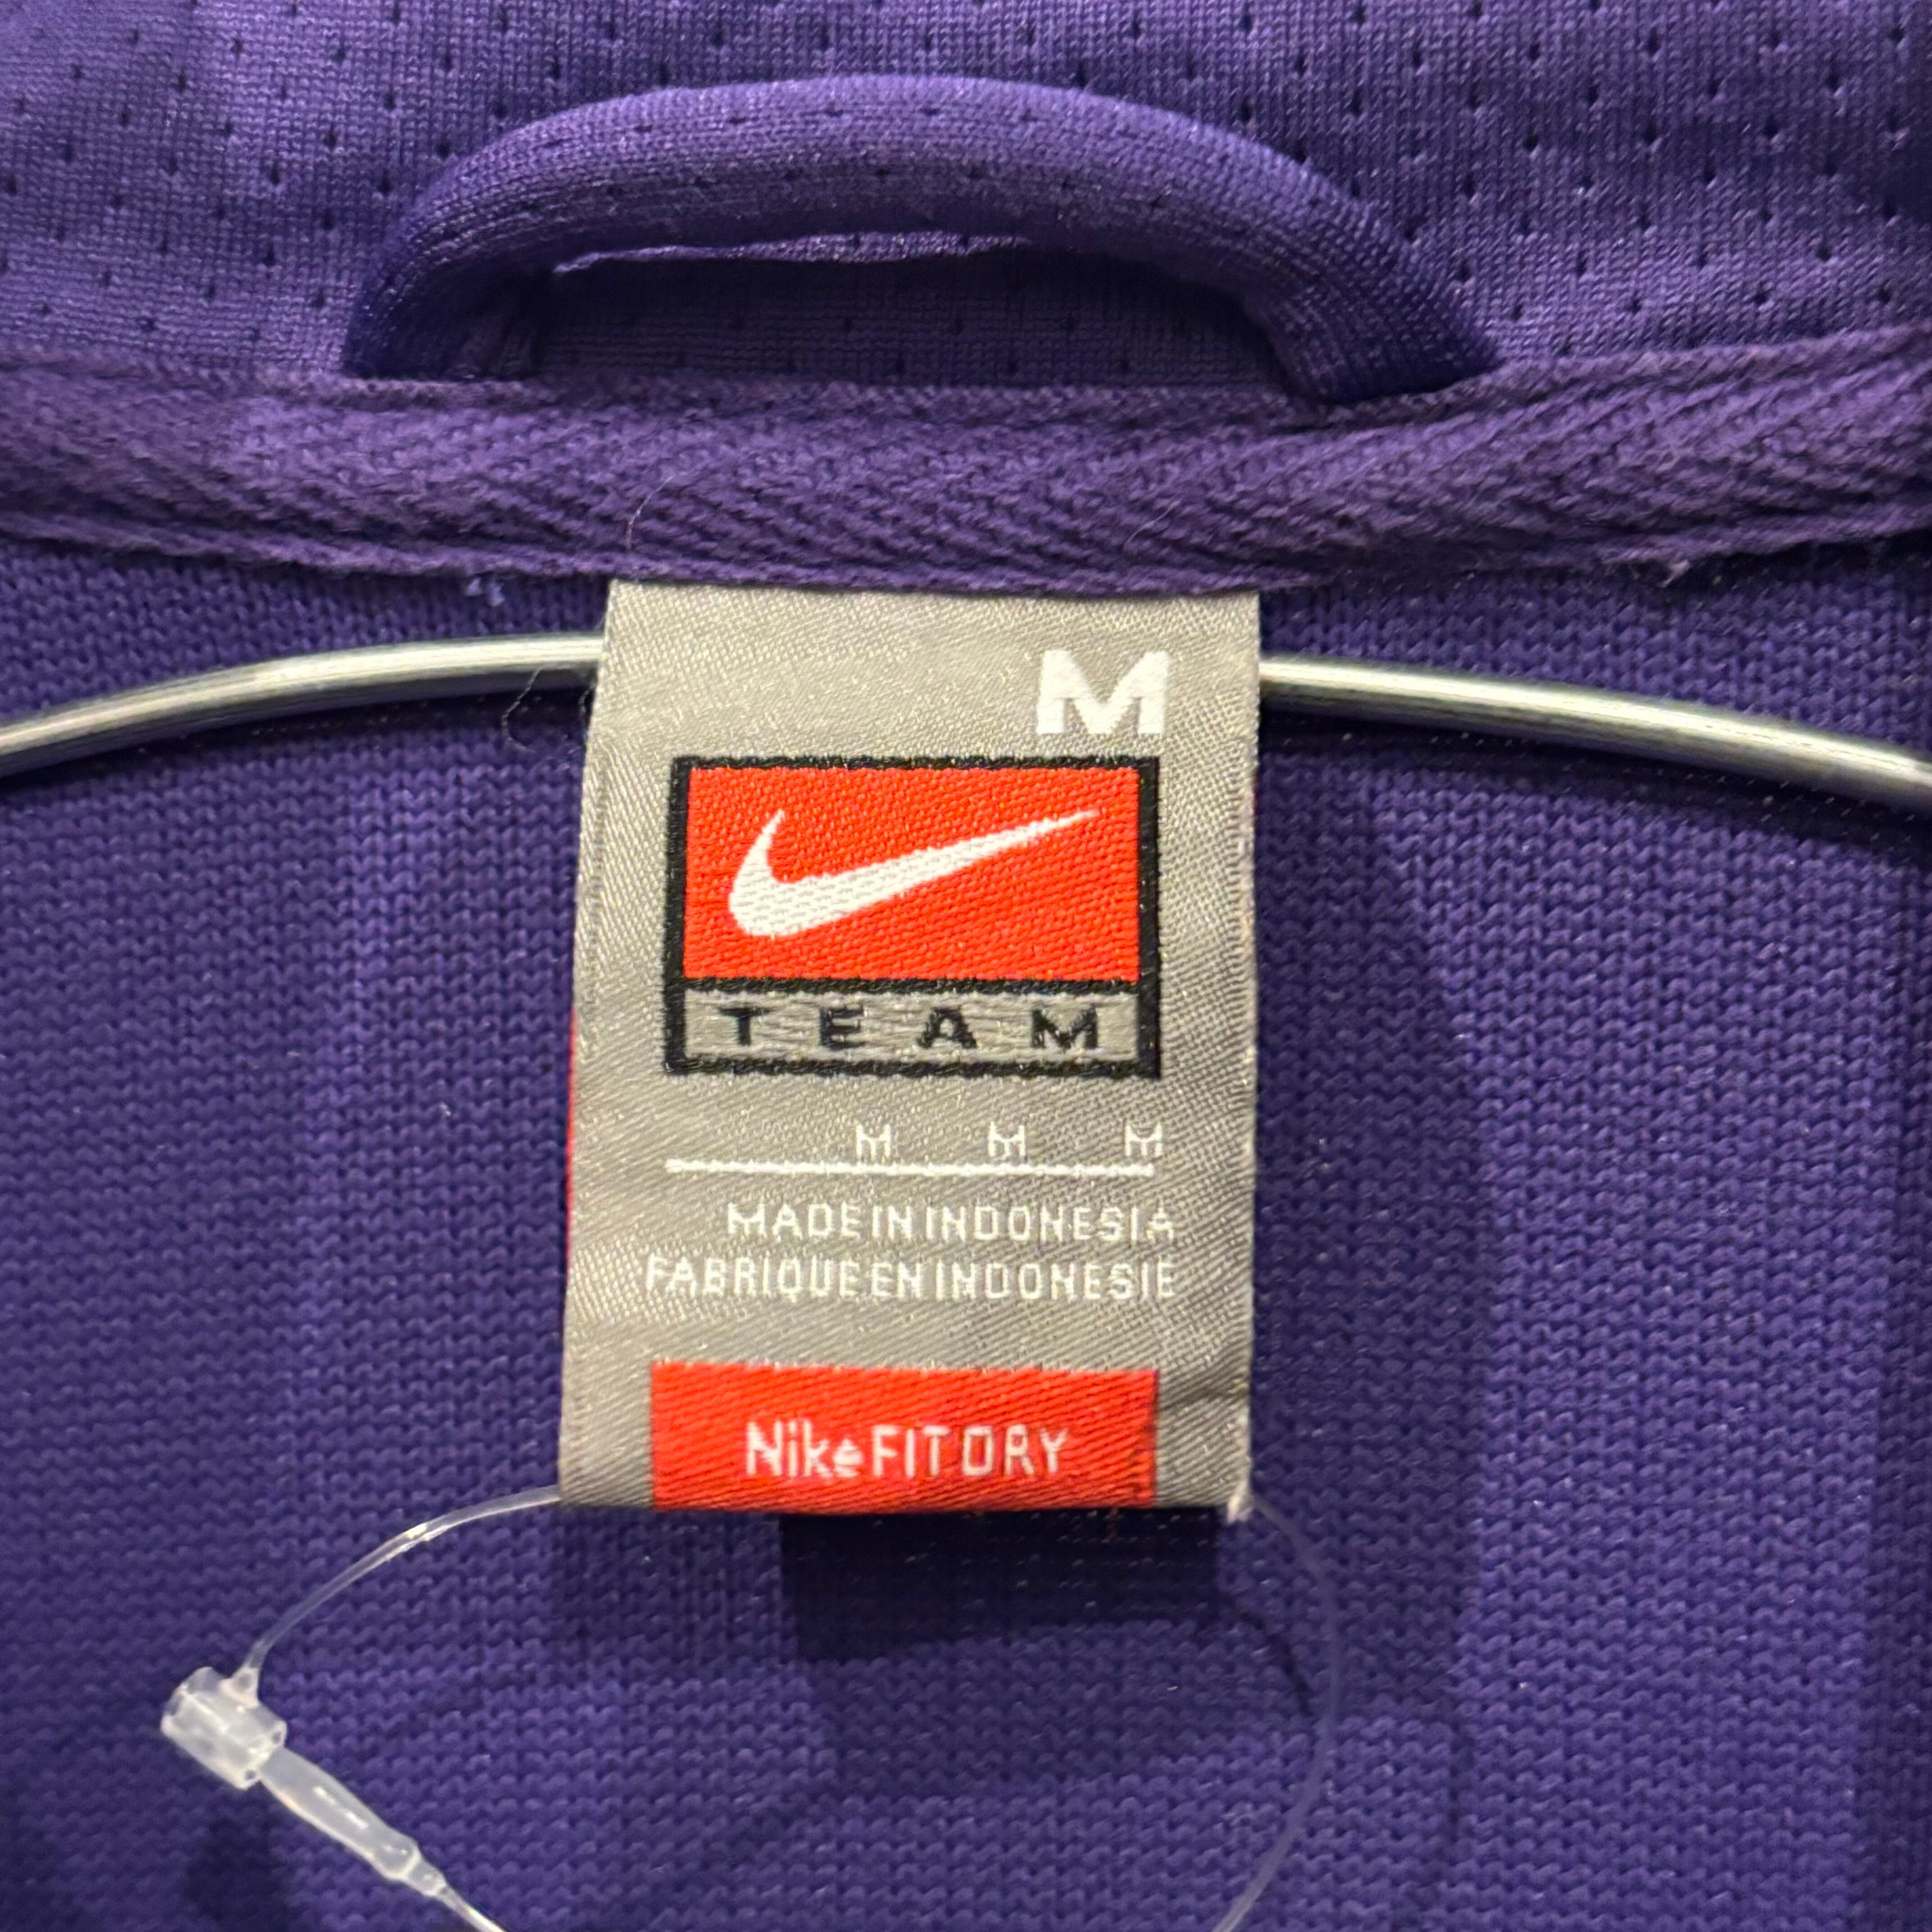 M
TEAM
M M M
MADE IN INDONESIA
FABRIQUE EN INDONESIE
Nike FIT DRY